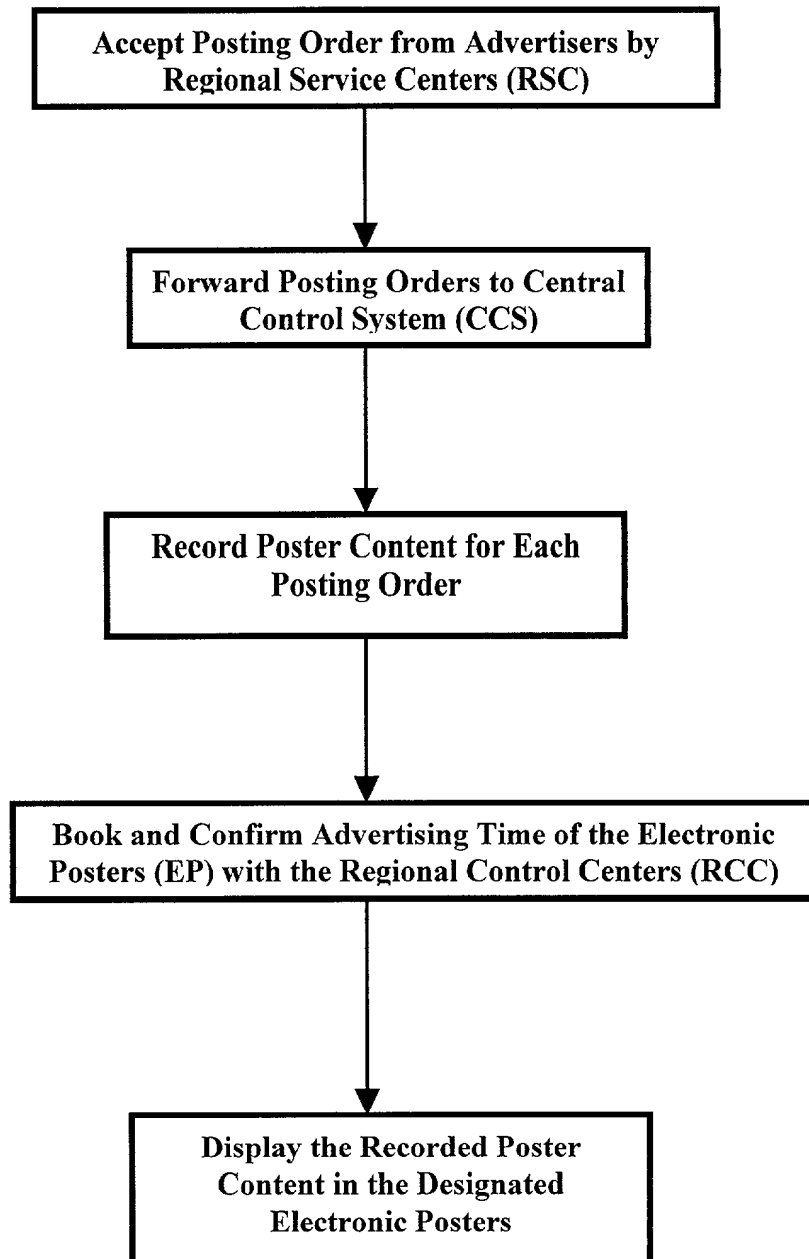 Accept Posting Order from Advertisers by
Regional Service Centers (RSC)
Forward Posting Orders to Central
Control System (CCS)
Record Poster Content for Each
Posting Order
Book and Confirm Advertising Time of the Electronic
Posters (EP) with the Regional Control Centers (RCC)
Display the Recorded Poster
Content in the Designated
Electronic Posters